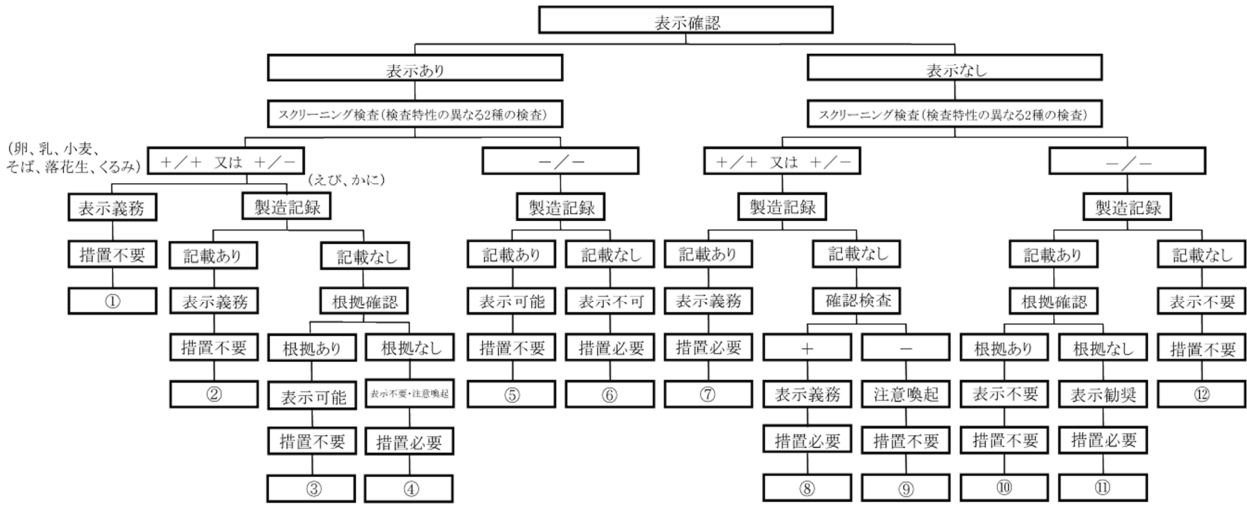 表示確認
表示あり
表示なし
スクリーニング検査(検査特性の異なる2種の検査)
スクリーニング検査(検査特性の異なる2種の検査)
(卵、乳、小麦、
そば、落花生、くるみ)
+/+ 又は +/-
-/-
+/+ 又は +/-
-/-
(えび、かに)
表示義務
製造記録
製造記録
製造記録
製造記録
措置不要
記載あり
記載なし
記載あり
記載なし
記載あり
記載なし
記載あり
記載なし
①
表示義務
根拠確認
表示可能
表示不可
表示義務
確認検査
根拠確認
表示不要
措置不要
根拠あり
根拠なし
措置不要
措置必要
措置必要
+
-
根拠あり
根拠なし
措置不要
②
表示可能
表示不要・注意喚起
⑤
⑥
⑦
表示義務
注意喚起
表示不要
表示勧奨
⑫
措置不要
措置必要
措置必要
措置不要
措置不要
措置必要
③
④
⑧
⑨
⑩
⑪